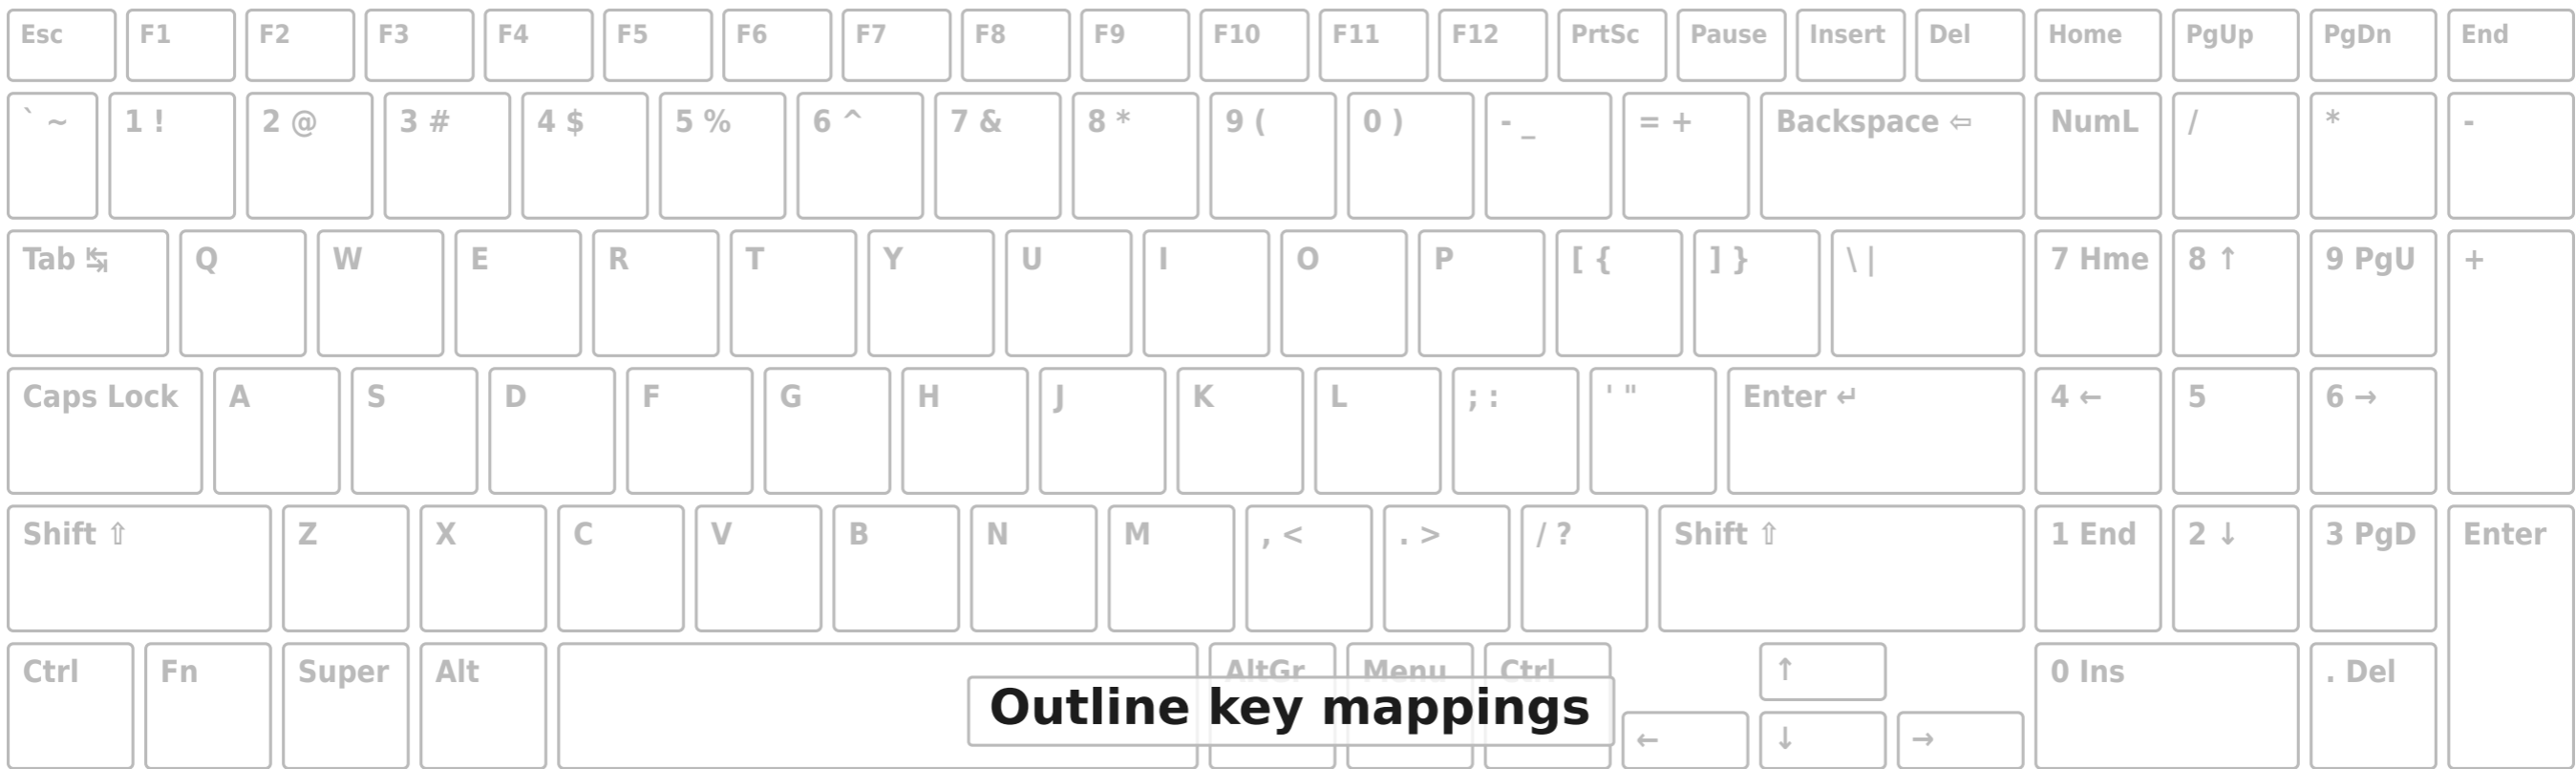 Esc F1 F2 F3 F4 F5 F6 F7 F8 F9 F10 F11 F12 PrtSc Pause Insert Del Home PgUp PgDn End
` ~ 1 ! 2 @ 3 # 4 $ 5 % 6 ^ 7 & 8 * 9 ( 0 ) - _ = + Backspace ⇦ NumL / * -
Tab ↹ Q W E R T Y U I O P [ { ] } \ | 7 Hme 8 ↑ 9 PgU +
Caps Lock A S D F G H J K L ; : ' " Enter ↵ 4 ← 5 6 →
Shift ⇧ Z X C V B N M , < . > / ? Shift ⇧ 1 End 2 ↓ 3 PgD Enter
Ctrl Fn Super Alt AltGr Menu Ctrl ↑ 0 Ins . Del
Outline key mappings
← ↓ →